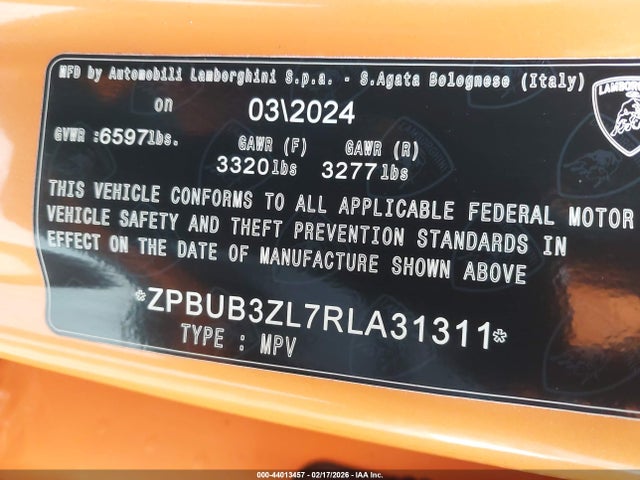 MFD by Automobili Lamborghini S.p.a. - S.Agata Bolognese (Italy)
on 03\2024
GVWR :6597lbs. GAWR (F) GAWR (R)
3320lbs 3277lbs
THIS VEHICLE CONFORMS TO ALL APPLICABLE FEDERAL MOTOR
VEHICLE SAFETY AND THEFT PREVENTION STANDARDS IN
EFFECT ON THE DATE OF MANUFACTURE SHOWN ABOVE
*ZPBUB3ZL7RLA31311*
TYPE : MPV
000-44013457 - 02/17/2026 - IAAI.COM